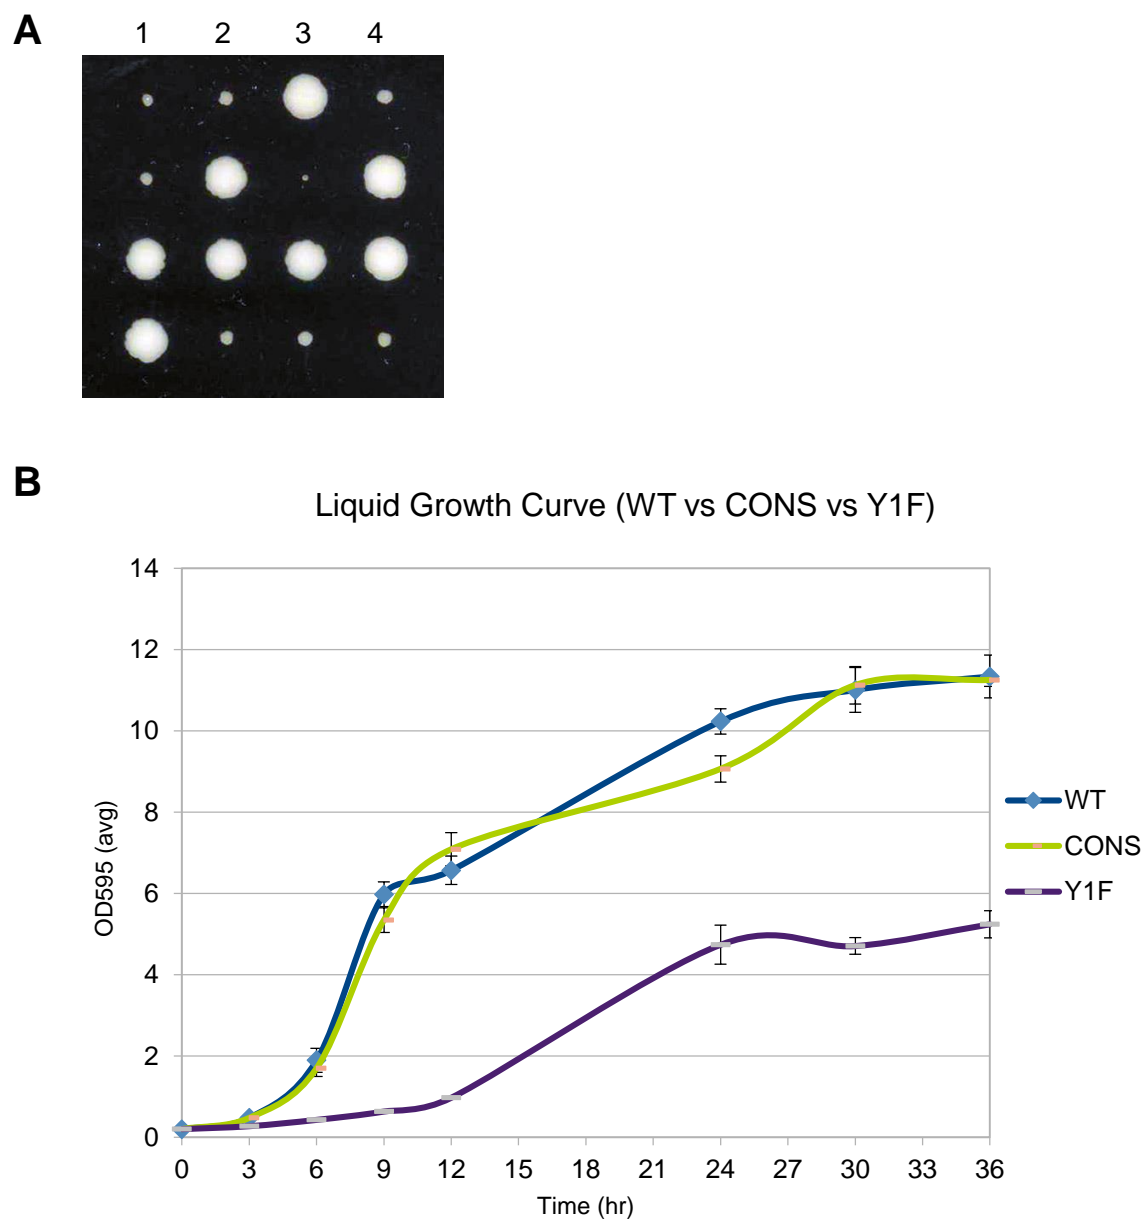 A
1 2 3 4
B
Liquid Growth Curve (WT vs CONS vs Y1F)
14
12
10
8
6
4
2
0
OD595 (avg)
0 3 6 9 12 15 18 21 24 27 30 33 36
Time (hr)
WT
CONS
Y1F